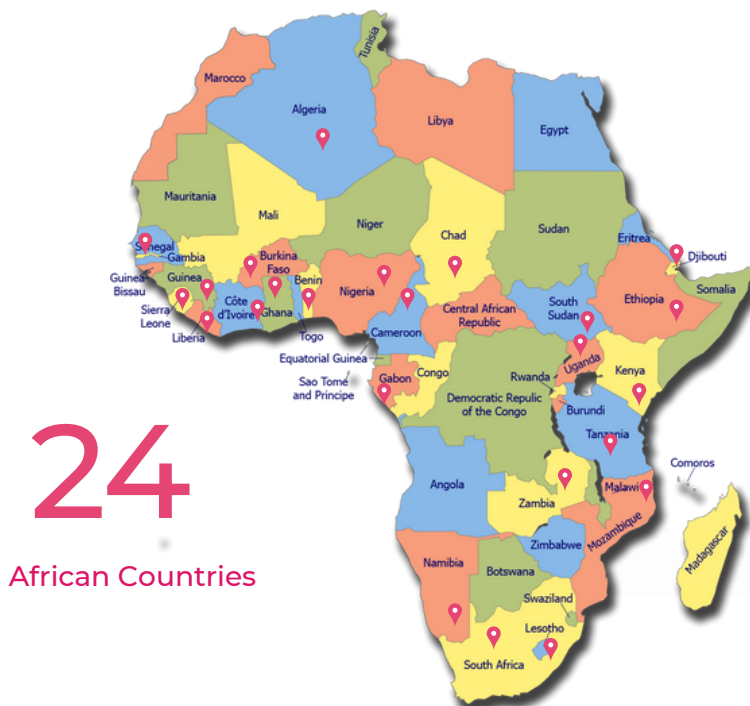 Tunisia
Marocco
Algeria
Libya
Egypt
Mauritania
Mali
Niger
Chad
Sudan
Eritrea
Djibouti
Senegal
Gambia
Guinea-
Bissau
Guinea
Burkina
Faso
Benin
Nigeria
Somalia
Ethiopia
Sierra
Leone
Liberia
Côte
d'Ivoire
Ghana
Togo
Cameroon
Central African
Republic
South
Sudan
Equatorial Guinea
Sao Tome
and Principe
Gabon
Congo
Uganda
Kenya
Rwanda
Democratic Repulic
of the Congo
Burundi
Tanzania
24
African Countries
Angola
Zambia
Malawi
Comoros
Mozambique
Zimbabwe
Madagascar
Namibia
Botswana
Swaziland
Lesotho
South Africa